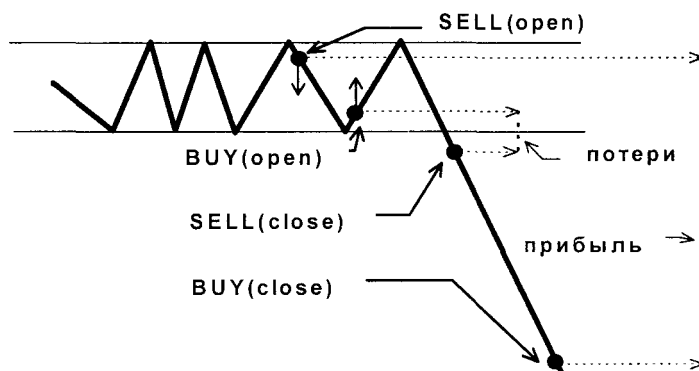 SELL(open)
BUY(open)
потери
SELL(close)
прибыль
BUY(close)